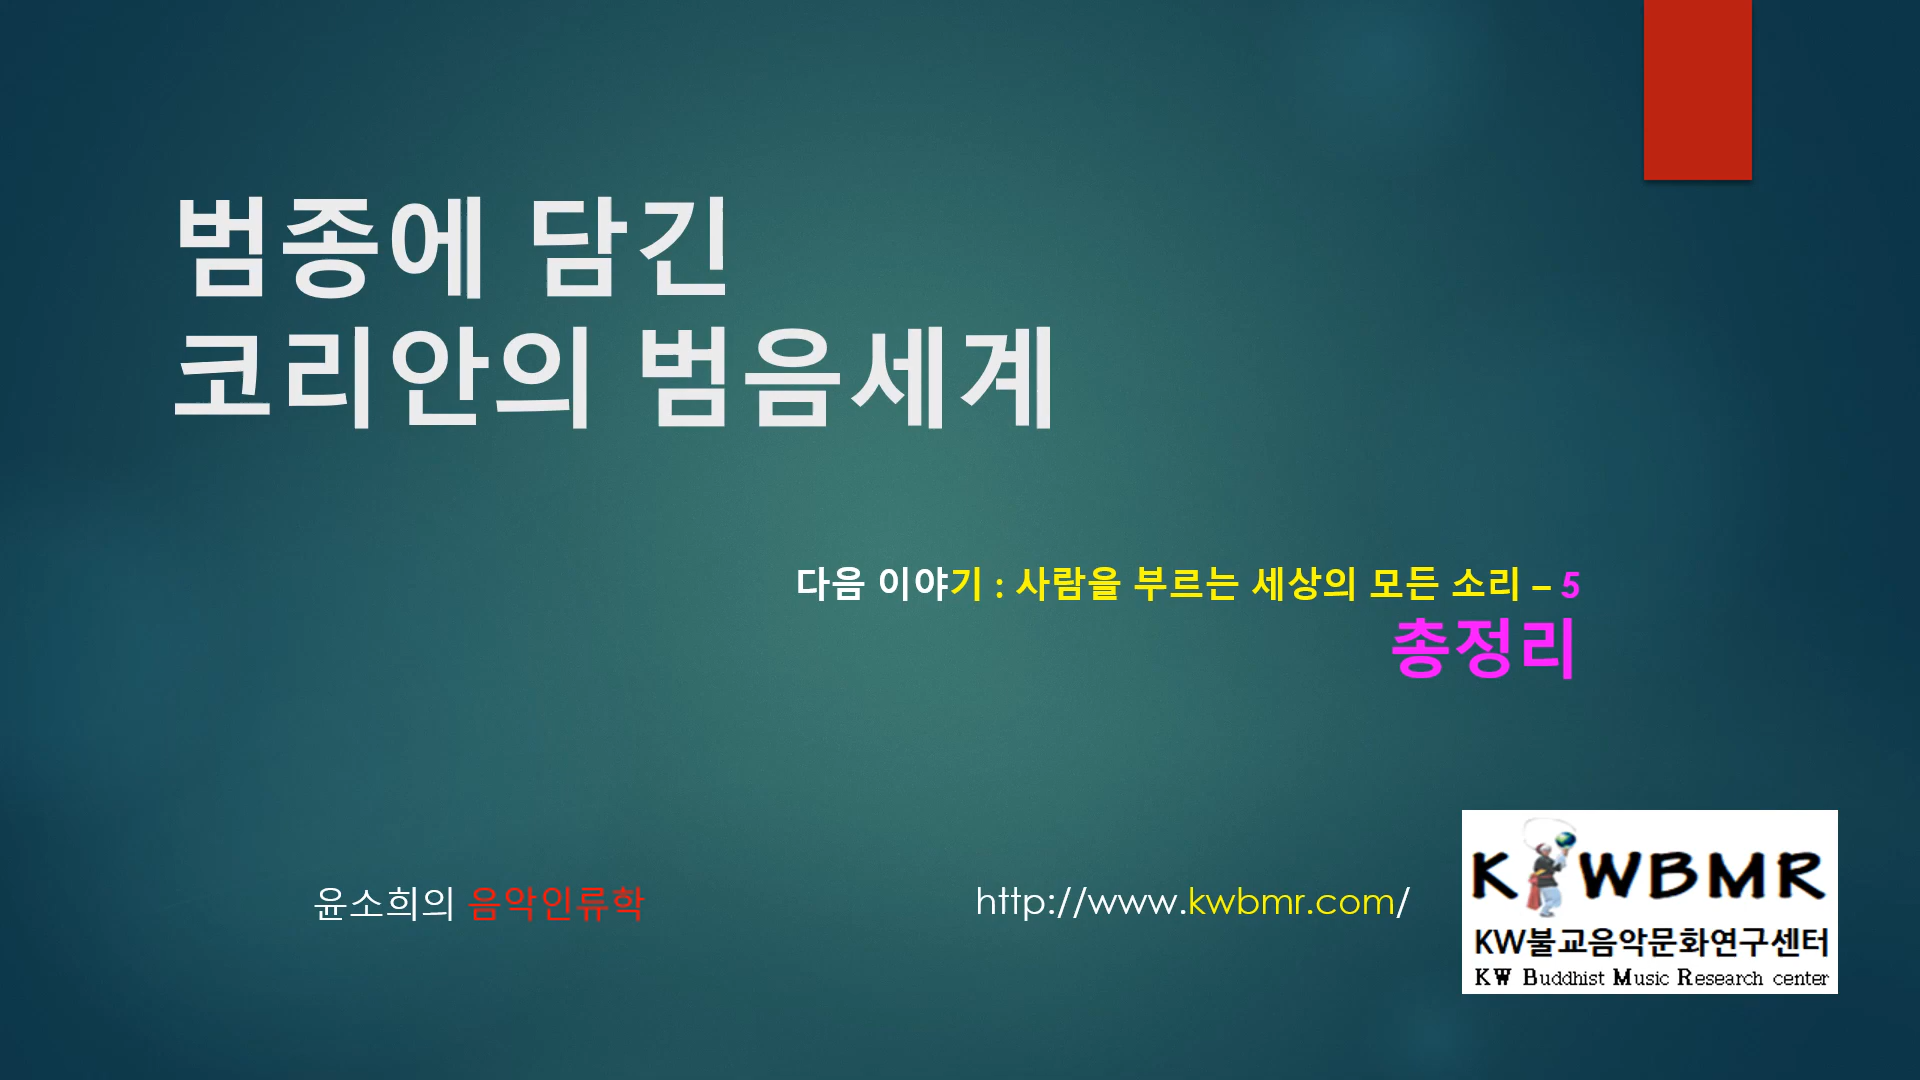 범종에 담긴
코리안의 범음세계
다음 이야기 : 사람을 부르는 세상의 모든 소리 – 5
총정리
윤소희의 음악인류학
http://www.kwbmr.com/
KWBMR
KW불교음악문화연구센터
KW Buddhist Music Research center